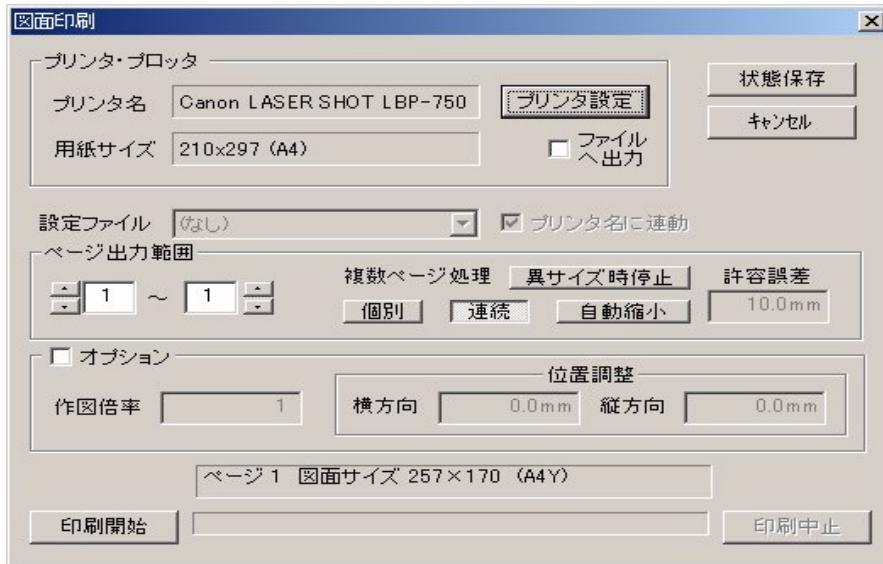 図面印刷
プリンタ・プロッタ
プリンタ名 Canon LASER SHOT LBP-750 プリンタ設定
用紙サイズ 210x297 (A4)
ファイル
へ出力
状態保存
キャンセル
設定ファイル (なし) プリンタ名に連動
ページ出力範囲
1 ～ 1
複数ページ処理 異サイズ時停止 許容誤差
個別 連続 自動縮小 10.0mm
オプション
作図倍率 1
位置調整
横方向 0.0mm 縦方向 0.0mm
ページ 1 図面サイズ 257×170 (A4Y)
印刷開始 印刷中止